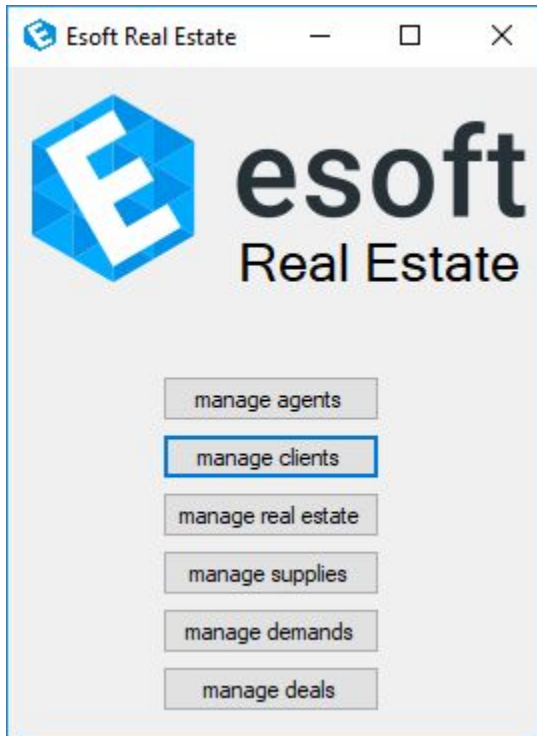 Esoft Real Estate
esoft
Real Estate
manage agents
manage clients
manage real estate
manage supplies
manage demands
manage deals